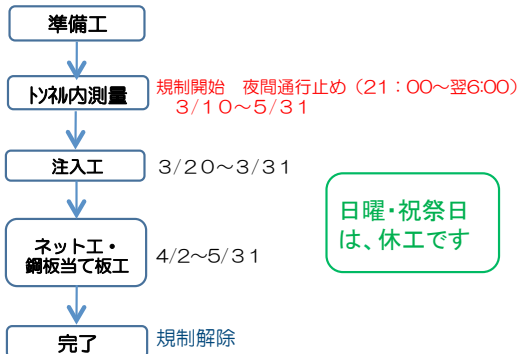 準備工
トンネル内測量
規制開始　夜間通行止め（21：00～翌6:00）
３/１０～５/３１
注入工
３/２０～３/３１
日曜・祝祭日
は、休工です
ネット工・
鋼板当て板工
4/2～5/３１
完了
規制解除